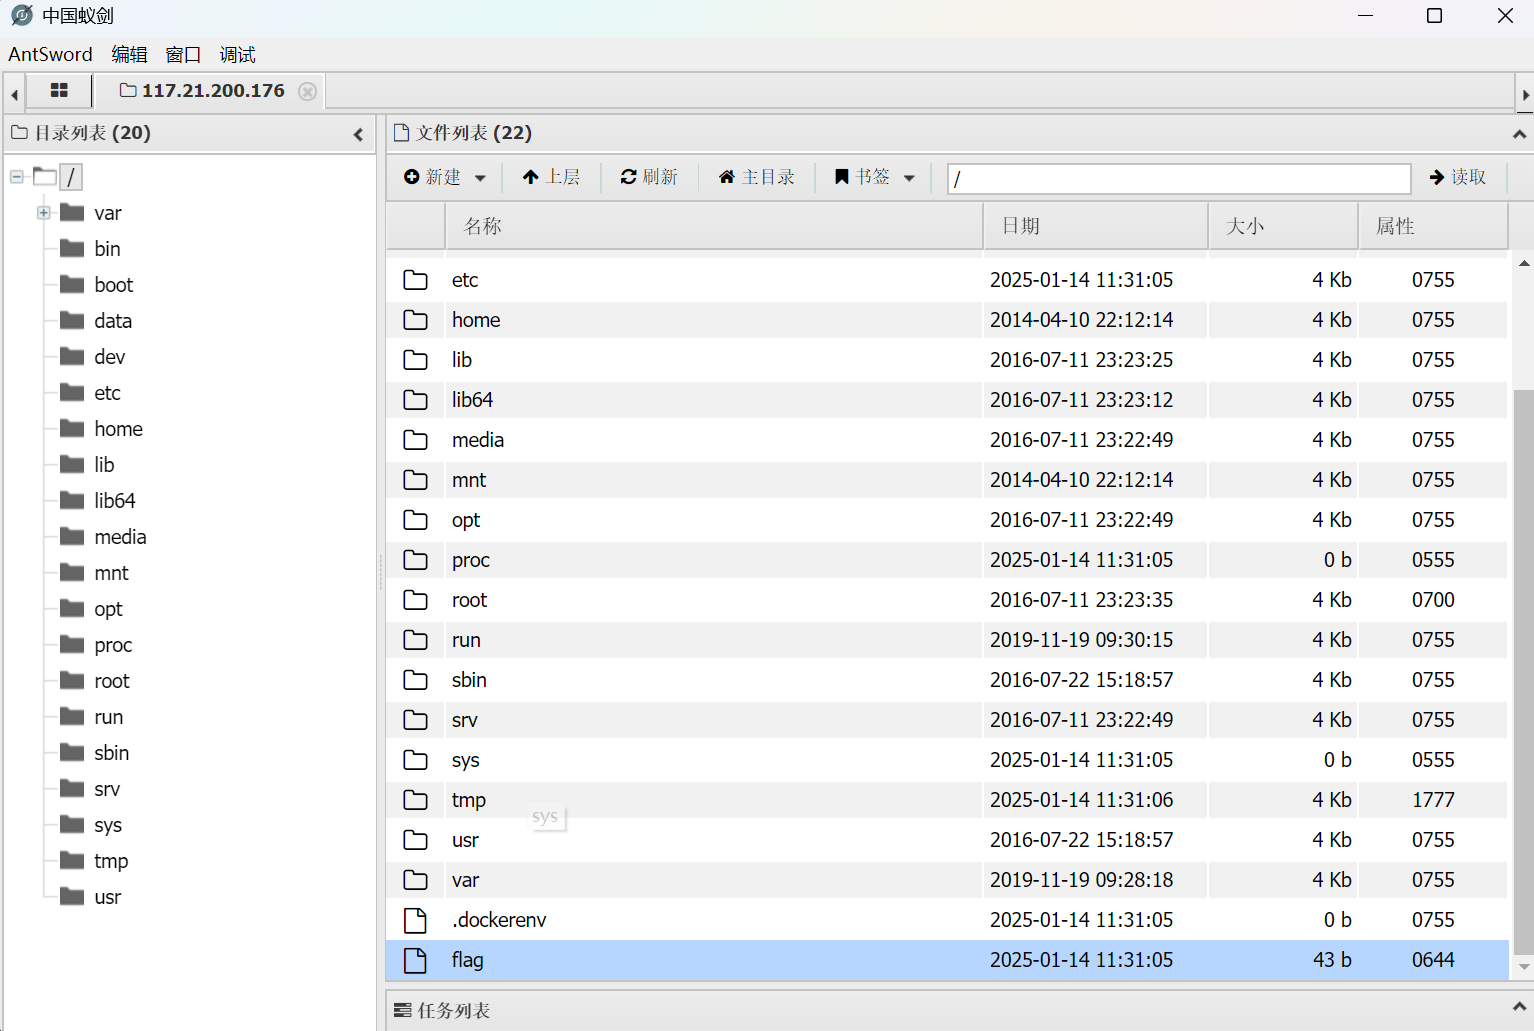 中国蚁剑
AntSword 编辑 窗口 调试
117.21.200.176
目录列表 (20)
/
var
bin
boot
data
dev
etc
home
lib
lib64
media
mnt
opt
proc
root
run
sbin
srv
sys
tmp
usr
文件列表 (22)
新建 上层 刷新 主目录 书签 / 读取
名称 日期 大小 属性
etc 2025-01-14 11:31:05 4 Kb 0755
home 2014-04-10 22:12:14 4 Kb 0755
lib 2016-07-11 23:23:25 4 Kb 0755
lib64 2016-07-11 23:23:12 4 Kb 0755
media 2016-07-11 23:22:49 4 Kb 0755
mnt 2014-04-10 22:12:14 4 Kb 0755
opt 2016-07-11 23:22:49 4 Kb 0755
proc 2025-01-14 11:31:05 0 b 0555
root 2016-07-11 23:23:35 4 Kb 0700
run 2019-11-19 09:30:15 4 Kb 0755
sbin 2016-07-22 15:18:57 4 Kb 0755
srv 2016-07-11 23:22:49 4 Kb 0755
sys 2025-01-14 11:31:05 0 b 0555
tmp 2025-01-14 11:31:06 4 Kb 1777
sys
usr 2016-07-22 15:18:57 4 Kb 0755
var 2019-11-19 09:28:18 4 Kb 0755
.dockerenv 2025-01-14 11:31:05 0 b 0755
flag 2025-01-14 11:31:05 43 b 0644
任务列表